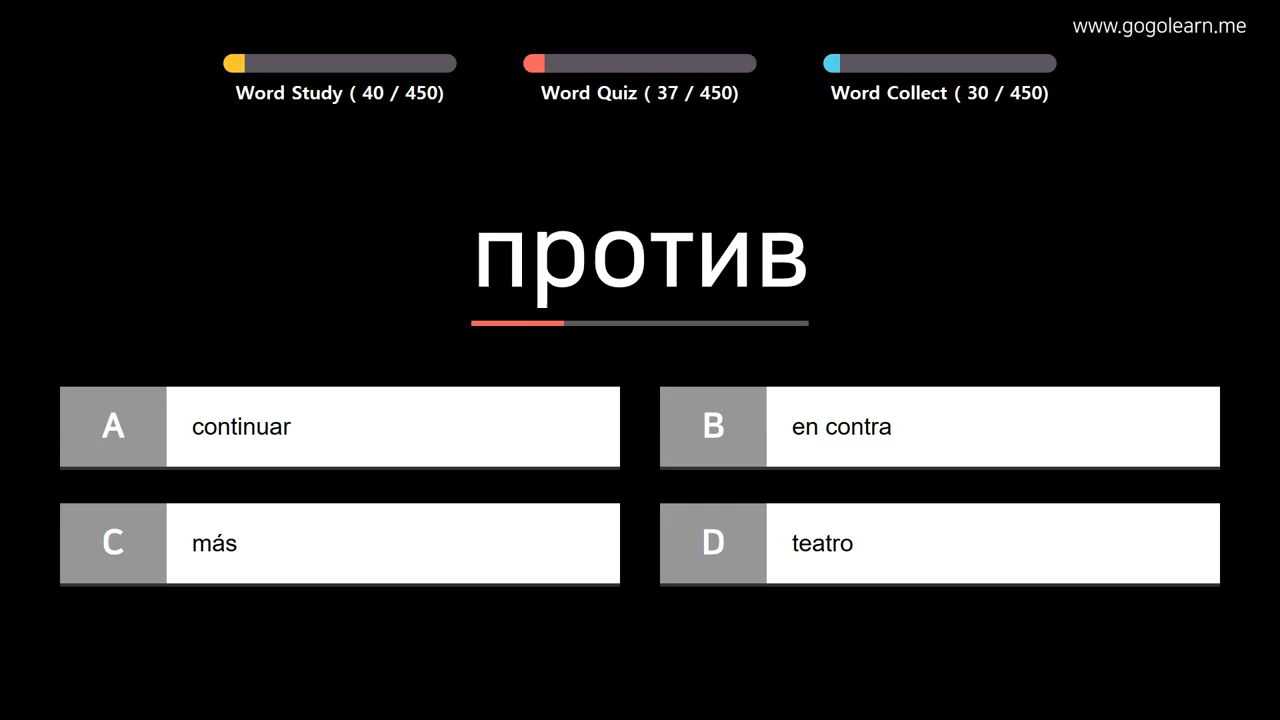 www.gogolearn.me
Word Study ( 40 / 450)
Word Quiz ( 37 / 450)
Word Collect ( 30 / 450)
против
A continuar
B en contra
C más
D teatro